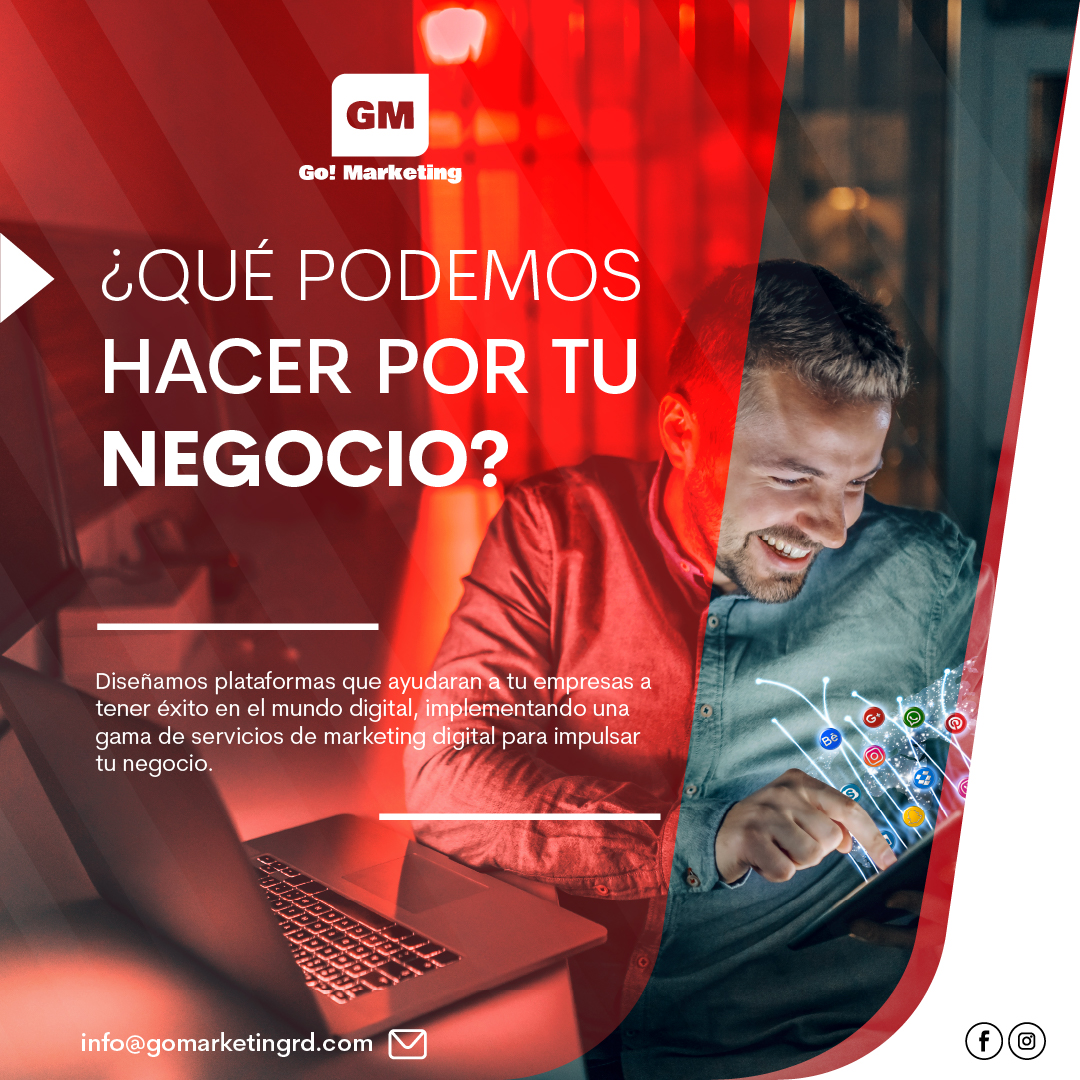 GM
Go! Marketing
¿QUÉ PODEMOS
HACER POR TU
NEGOCIO?
Diseñamos plataformas que ayudaran a tu empresas a
tener éxito en el mundo digital, implementando una
gama de servicios de marketing digital para impulsar
tu negocio.
Bē
G+
info@gomarketingrd.com